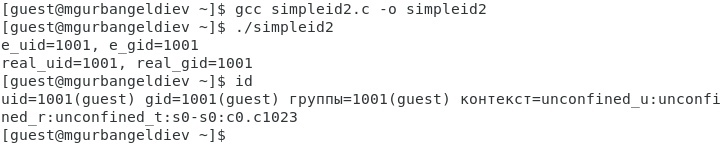 [guest@mgurbangeldiev ~]$ gcc simpleid2.c -o simpleid2
[guest@mgurbangeldiev ~]$ ./simpleid2
e_uid=1001, e_gid=1001
real_uid=1001, real_gid=1001
[guest@mgurbangeldiev ~]$ id
uid=1001(guest) gid=1001(guest) группы=1001(guest) контекст=unconfined_u:unconfi
ned_r:unconfined_t:s0-s0:c0.c1023
[guest@mgurbangeldiev ~]$